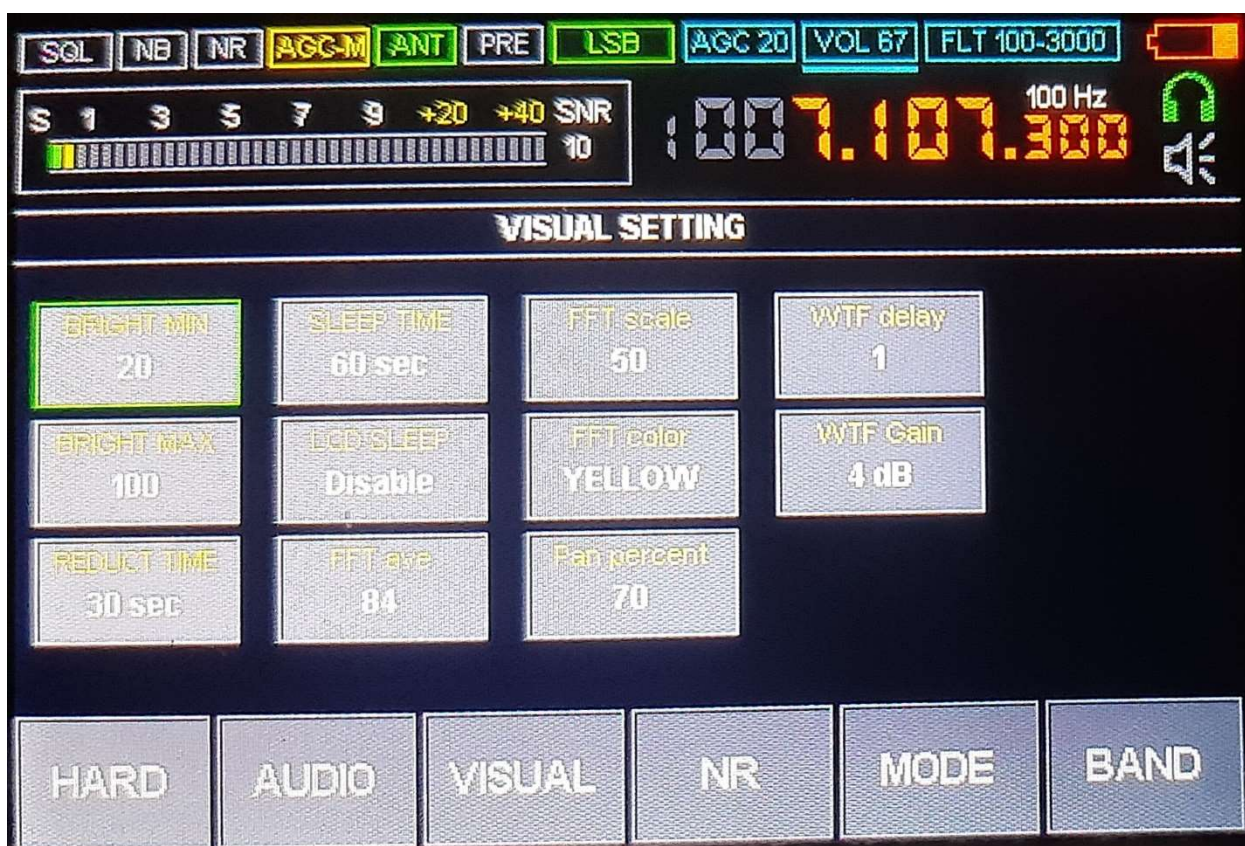 SQL NB NR AGC-M ANT PRE LSB AGC 20 VOL 67 FLT 100-3000
S 1 3 5 7 9 +20 +40 SNR
10
100 Hz
100 7.107.300
VISUAL SETTING
BRIGHT MIN
20
SLEEP TIME
60 sec
FFT scale
50
WTF delay
1
BRIGHT MAX
100
LCD SLEEP
Disable
FFT color
YELLOW
WTF Gain
4 dB
REDUCT TIME
30 sec
FFT ave
84
Pan percent
70
HARD AUDIO VISUAL NR MODE BAND